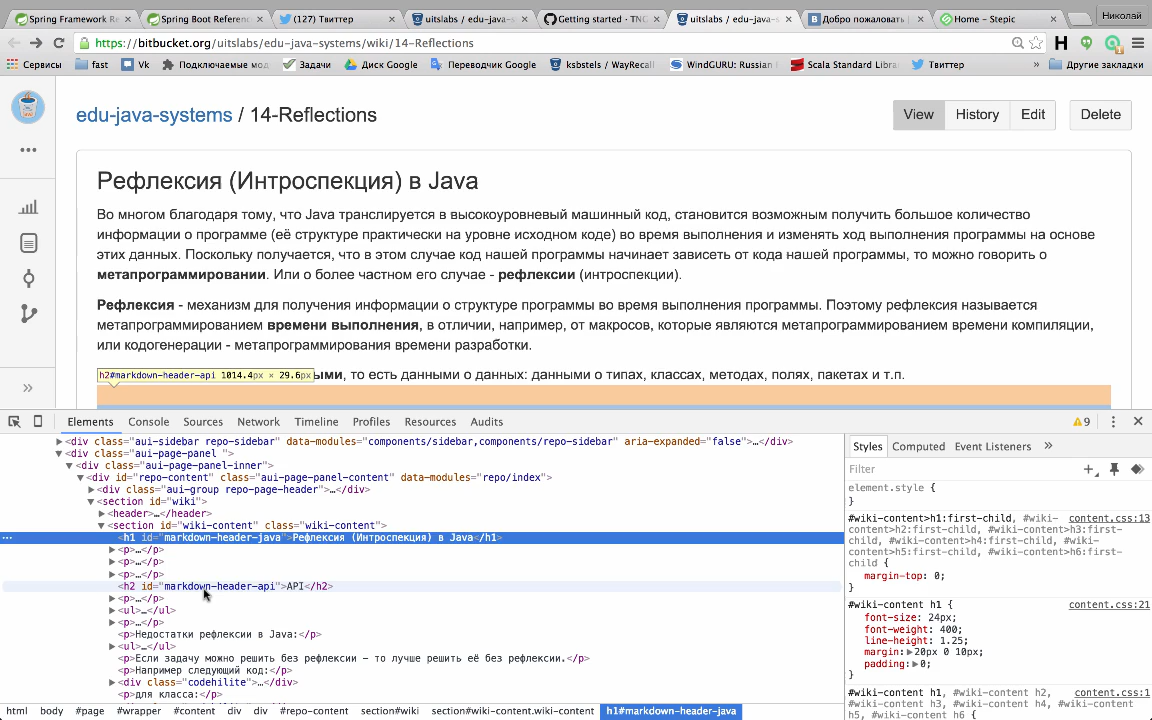 Spring Framework R
Spring Boot Referenc
(127) Твиттер
uitslabs / edu-java-s
Getting started · TNC
uitslabs / edu-java-s
Добро пожаловать |
Home – Stepic
Николай
https://bitbucket.org/uitslabs/edu-java-systems/wiki/14-Reflections
Сервисы
fast
Vk
Подключаемые мод
Задачи
Диск Google
Переводчик Google
ksbstels / WayRecall
WindGURU: Russian
Scala Standard Libra
Твиттер
»
Другие закладки
edu-java-systems / 14-Reflections
View History Edit Delete
Рефлексия (Интроспекция) в Java
Во многом благодаря тому, что Java транслируется в высокоуровневый машинный код, становится возможным получить большое количество
информации о программе (её структуре практически на уровне исходном коде) во время выполнения и изменять ход выполнения программы на основе
этих данных. Поскольку получается, что в этом случае код нашей программы начинает зависеть от кода нашей программы, то можно говорить о
метапрограммировании. Или о более частном его случае - рефлексии (интроспекции).
Рефлексия - механизм для получения информации о структуре программы во время выполнения программы. Поэтому рефлексия называется
метапрограммированием времени выполнения, в отличии, например, от макросов, которые являются метапрограммированием времени компиляции,
или кодогенерации - метапрограммирования времени разработки.
h2#markdown-header-api 1014.4px × 29.6px
ыми, то есть данными о данных: данными о типах, классах, методах, полях, пакетах и т.п.
Elements Console Sources Network Timeline Profiles Resources Audits
9
<div class="aui-sidebar repo-sidebar" data-modules="components/sidebar,components/repo-sidebar" aria-expanded="false">…</div>
<div class="aui-page-panel ">
<div class="aui-page-panel-inner">
<div id="repo-content" class="aui-page-panel-content" data-modules="repo/index">
<div class="aui-group repo-page-header">…</div>
<section id="wiki">
<header>…</header>
<section id="wiki-content" class="wiki-content">
<h1 id="markdown-header-java">Рефлексия (Интроспекция) в Java</h1>
<p>…</p>
<p>…</p>
<p>…</p>
<h2 id="markdown-header-api">API</h2>
<p>…</p>
<ul>…</ul>
<p>…</p>
<p>Недостатки рефлексии в Java:</p>
<ul>…</ul>
<p>Если задачу можно решить без рефлексии – то лучше решить её без рефлексии.</p>
<p>Например следующий код:</p>
<div class="codehilite">…</div>
<p>для класса:</p>
html body #page #wrapper #content div div #repo-content section#wiki section#wiki-content.wiki-content h1#markdown-header-java
Styles Computed Event Listeners »
Filter
element.style {
}
#wiki-content>h1:first-child, #wiki- content.css:13
content>h2:first-child, #wiki-content>h3:first-
child, #wiki-content>h4:first-child, #wiki-
content>h5:first-child, #wiki-content>h6:first-
child {
margin-top: 0;
}
#wiki-content h1 { content.css:21
font-size: 24px;
font-weight: 400;
line-height: 1.25;
margin: 20px 0 10px;
padding: 0;
}
#wiki-content h1, #wiki-content h2, content.css:1
#wiki-content h3, #wiki-content h4, #wiki-content
h5, #wiki-content h6 {